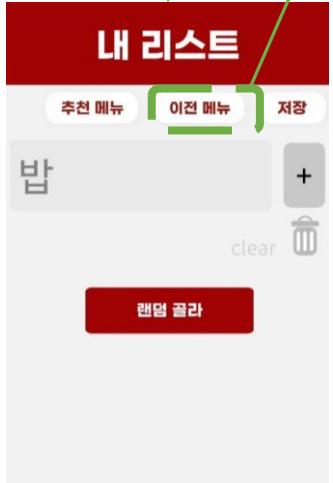 내 리스트
추천 메뉴 이전 메뉴 저장
밥 +
clear
랜덤 골라